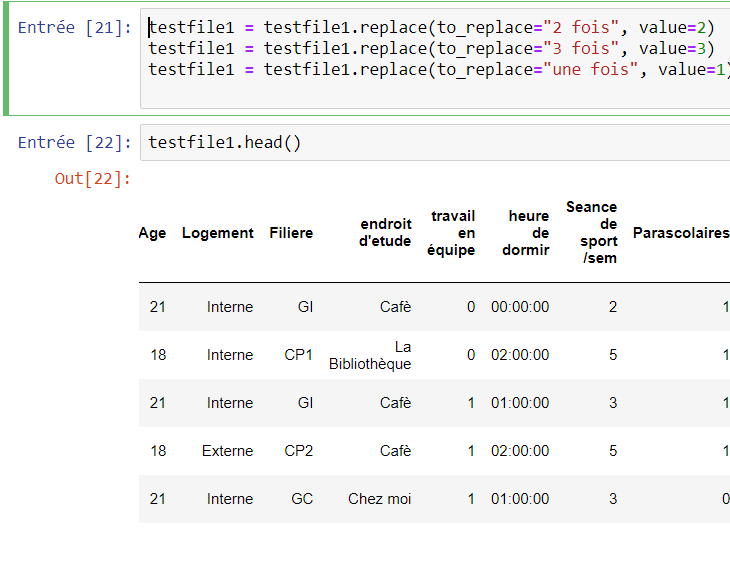 Entrée [21]: testfile1 = testfile1.replace(to_replace="2 fois", value=2)
testfile1 = testfile1.replace(to_replace="3 fois", value=3)
testfile1 = testfile1.replace(to_replace="une fois", value=1)
Entrée [22]: testfile1.head()
Out[22]:
Age Logement Filiere endroit d'etude travail en équipe heure de dormir Seance de sport /sem Parascolaires
21 Interne GI Cafè 0 00:00:00 2 1
18 Interne CP1 La Bibliothèque 0 02:00:00 5 1
21 Interne GI Cafè 1 01:00:00 3 1
18 Externe CP2 Cafè 1 02:00:00 5 1
21 Interne GC Chez moi 1 01:00:00 3 0